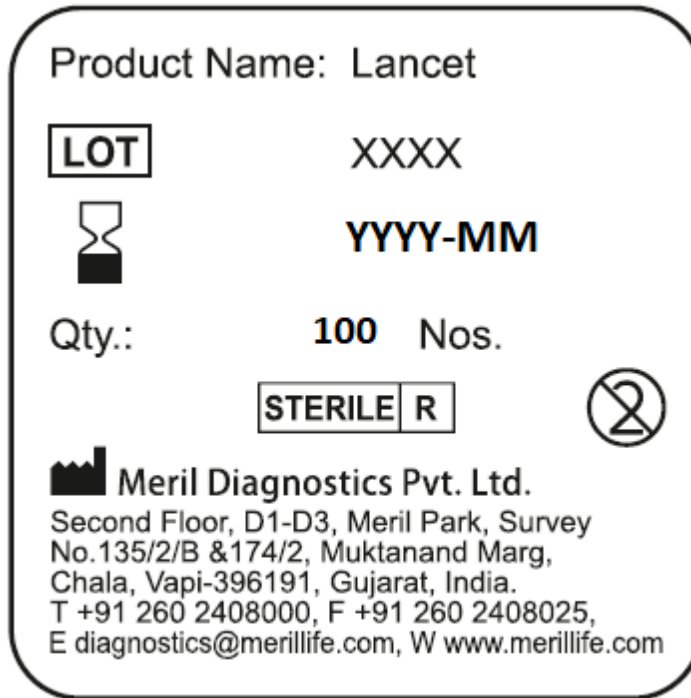 Product Name: Lancet
LOT XXXX
YYYY-MM
Qty.: 100 Nos.
STERILE R
2
Meril Diagnostics Pvt. Ltd.
Second Floor, D1-D3, Meril Park, Survey
No.135/2/B &174/2, Muktanand Marg,
Chala, Vapi-396191, Gujarat, India.
T +91 260 2408000, F +91 260 2408025,
E diagnostics@merillife.com, W www.merillife.com